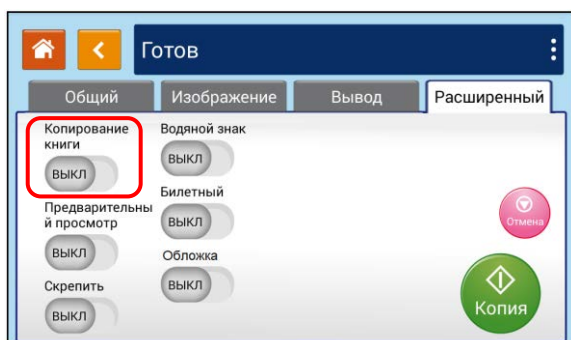 Готов
Общий
Изображение
Вывод
Расширенный
Копирование
книги
ВЫКЛ
Водяной знак
ВЫКЛ
Предварительны
й просмотр
ВЫКЛ
Билетный
ВЫКЛ
Скрепить
ВЫКЛ
Обложка
ВЫКЛ
Отмена
Копия